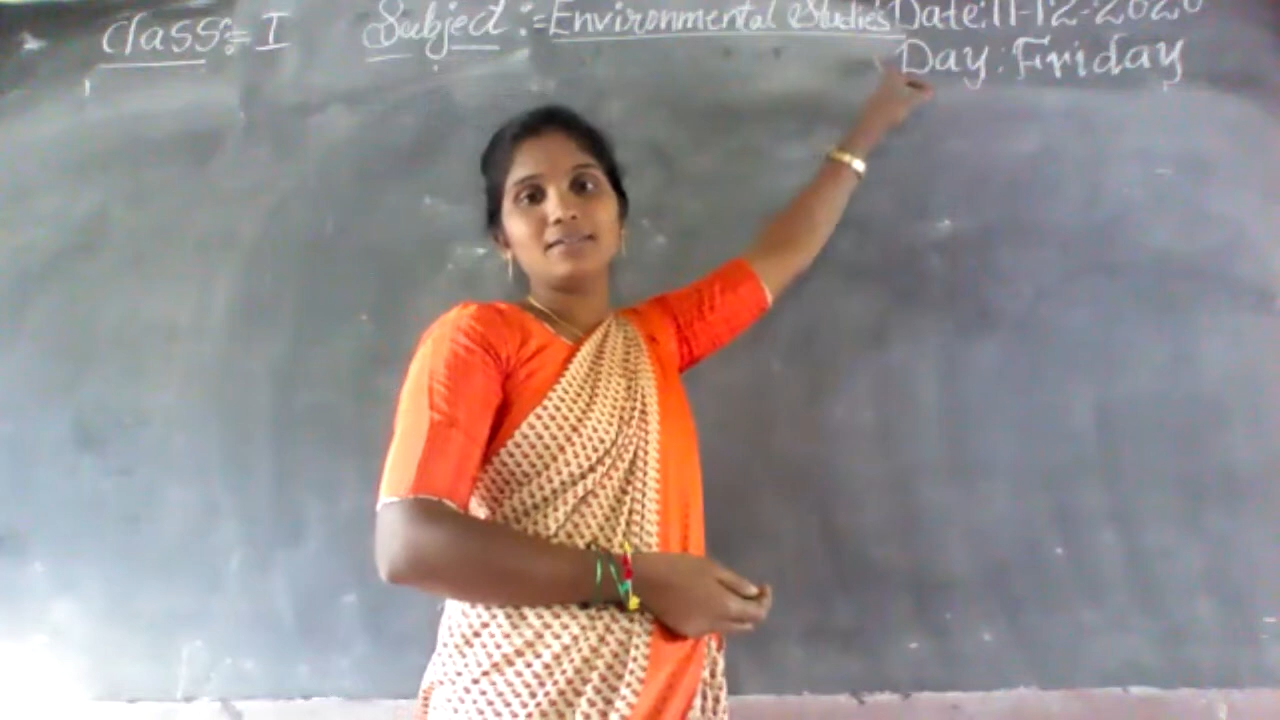 Class:= I Subject := Environmental Studies Date: 11-12-2020
Day: Friday